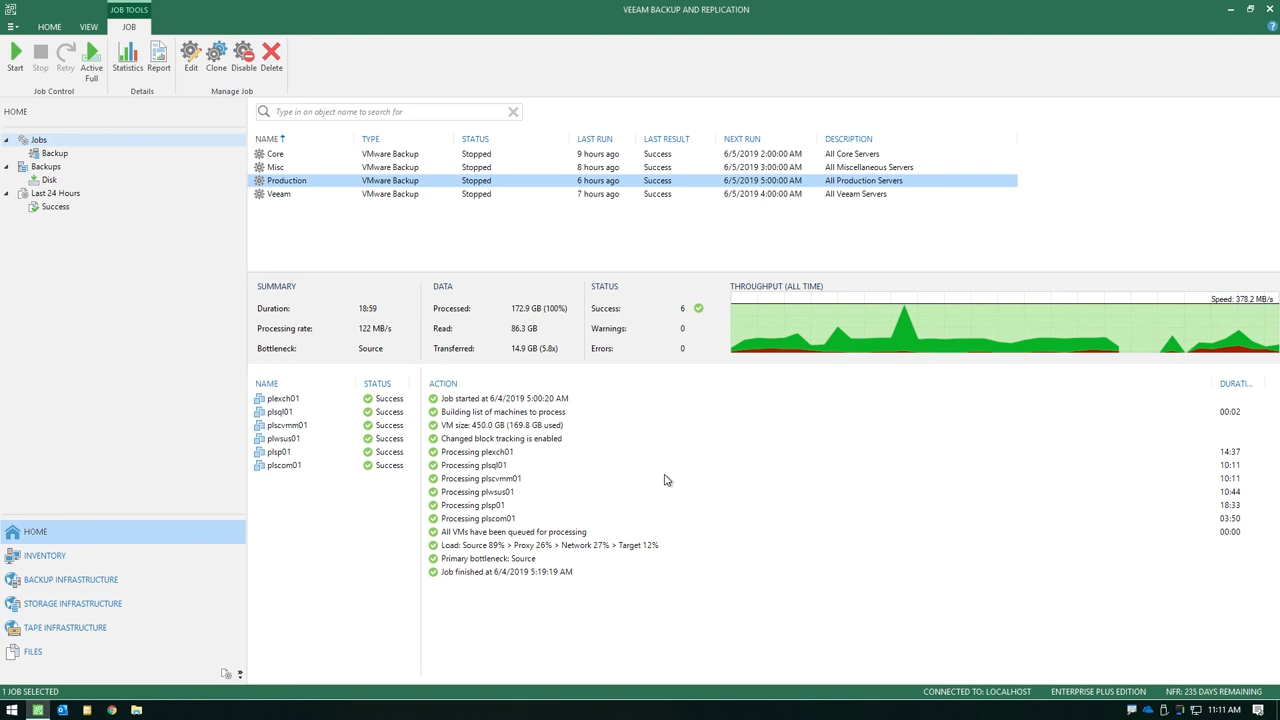 JOB TOOLS
VEEAM BACKUP AND REPLICATION
HOME VIEW JOB
Start Stop Retry Active Full Statistics Report Edit Clone Disable Delete
Job Control Details Manage Job
HOME
Type in an object name to search for
Jobs
Backup
Backups
Disk
Last 24 Hours
Success
NAME TYPE STATUS LAST RUN LAST RESULT NEXT RUN DESCRIPTION
Core VMware Backup Stopped 9 hours ago Success 6/5/2019 2:00:00 AM All Core Servers
Misc VMware Backup Stopped 8 hours ago Success 6/5/2019 3:00:00 AM All Miscellaneous Servers
Production VMware Backup Stopped 6 hours ago Success 6/5/2019 5:00:00 AM All Production Servers
Veeam VMware Backup Stopped 7 hours ago Success 6/5/2019 4:00:00 AM All Veeam Servers
SUMMARY DATA STATUS THROUGHPUT (ALL TIME)
Speed: 378.2 MB/s
Duration: 18:59 Processed: 172.9 GB (100%) Success: 6
Processing rate: 122 MB/s Read: 86.3 GB Warnings: 0
Bottleneck: Source Transferred: 14.9 GB (5.8x) Errors: 0
NAME STATUS ACTION DURATI...
plexch01 Success Job started at 6/4/2019 5:00:20 AM
plsql01 Success Building list of machines to process 00:02
plscvmm01 Success VM size: 450.0 GB (169.8 GB used)
plwsus01 Success Changed block tracking is enabled
plsp01 Success Processing plexch01 14:37
plscom01 Success Processing plsql01 10:11
Processing plscvmm01 10:11
Processing plwsus01 10:44
Processing plsp01 18:33
Processing plscom01 03:50
All VMs have been queued for processing 00:00
Load: Source 89% > Proxy 26% > Network 27% > Target 12%
Primary bottleneck: Source
Job finished at 6/4/2019 5:19:19 AM
HOME
INVENTORY
BACKUP INFRASTRUCTURE
STORAGE INFRASTRUCTURE
TAPE INFRASTRUCTURE
FILES
1 JOB SELECTED CONNECTED TO: LOCALHOST ENTERPRISE PLUS EDITION NFR: 235 DAYS REMAINING
11:11 AM